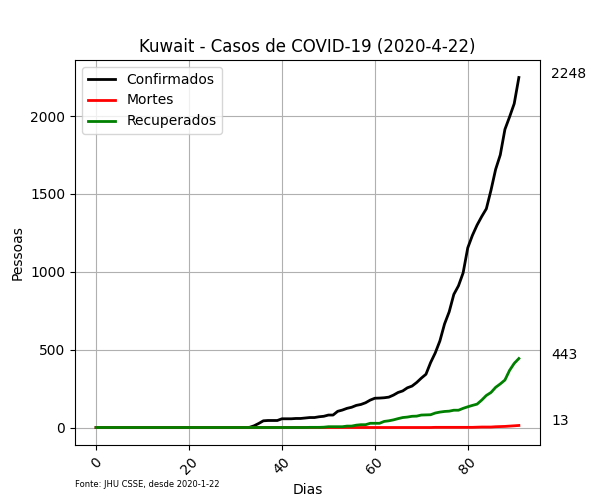 Kuwait - Casos de COVID-19 (2020-4-22)
Confirmados
Mortes
Recuperados
2248
443
13
Pessoas
2000
1500
1000
500
0
0 20 40 60 80
Dias
Fonte: JHU CSSE, desde 2020-1-22